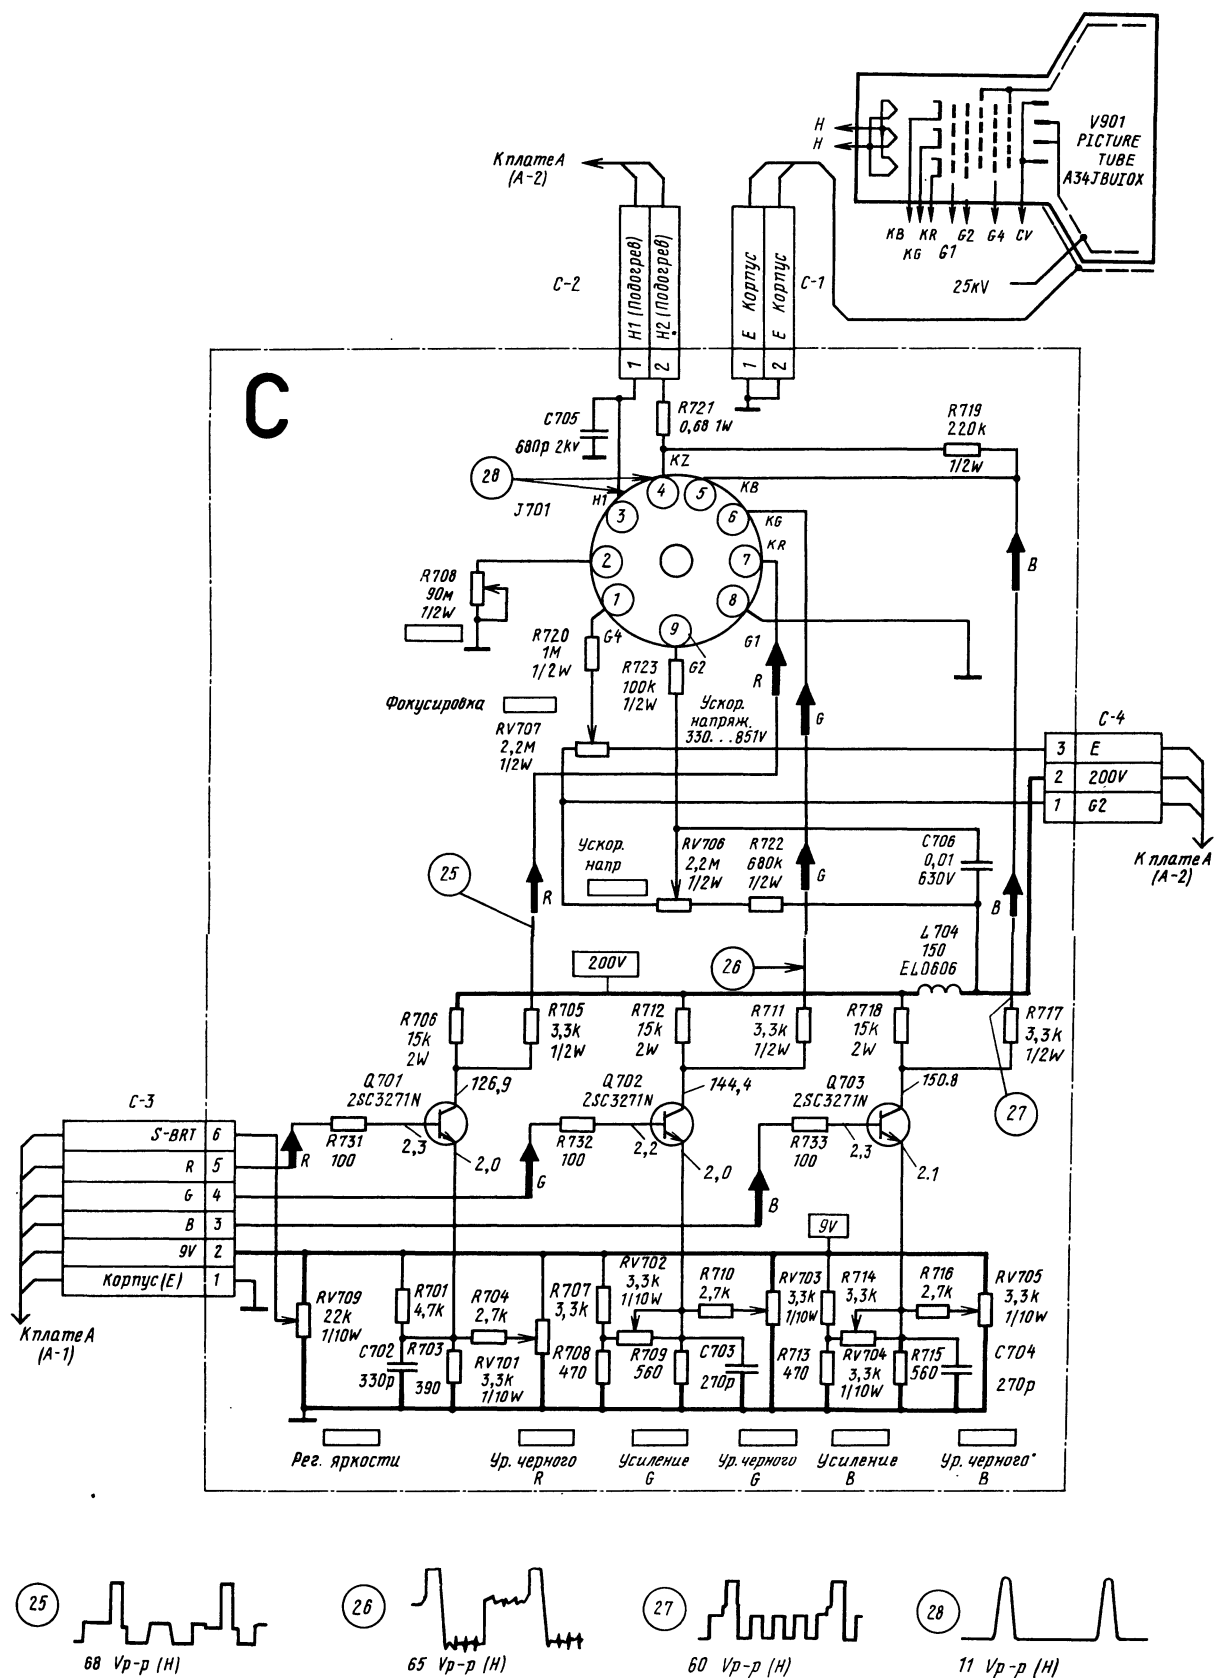 V901
PICTURE
TUBE
A34JBU10X
H
H
KB
KR
G2
G4
CV
KG
G1
25kV
К плате А
(А-2)
C-2
1 H1 (Подогрев)
2 H2 (Подогрев)
1 E Корпус
2 E Корпус
C-1
C
C705
680p 2kv
R721
0,68 1W
R719
220k
1/2W
28
J701
H1
KZ
KB
KG
KR
1
2
3
4
5
6
7
8
9
G4
G2
G1
R708
90м
1/2W
R720
1M
1/2W
R723
100k
1/2W
Ускор.
напряж.
330...851V
Фокусировка
RV707
2,2M
1/2W
R
G
B
C-4
3 E
2 200V
1 G2
К плате А
(А-2)
Ускор.
напр
RV706
2,2M
1/2W
R722
680k
1/2W
C706
0,01
630V
25
R
G
B
L704
150
EL0606
200V
26
R706
15k
2W
R705
3,3k
1/2W
R712
15k
2W
R711
3,3k
1/2W
R718
15k
2W
R717
3,3k
1/2W
27
Q701
2SC3271N
126,9
Q702
2SC3271N
144,4
Q703
2SC3271N
150.8
C-3
S-BRT 6
R 5
G 4
B 3
9V 2
Корпус(E) 1
R
R731
100
2,3
2,0
G
R732
100
2,2
2,0
B
R733
100
2,3
2.1
9V
К плате А
(А-1)
RV709
22k
1/10W
R701
4,7k
R704
2,7k
R707
3,3k
RV702
3,3k
1/10W
R710
2,7k
RV703
3,3k
1/10W
R714
3,3k
R716
2,7k
RV705
3,3k
1/10W
C702
330p
R703
390
RV701
3,3k
1/10W
R708
470
R709
560
C703
270p
R713
470
RV704
3,3k
1/10W
R715
560
C704
270p
Рег. яркости
Ур. черного
R
Усиление
G
Ур. черного
G
Усиление
B
Ур. черного
B
25
68 Vp-p (H)
26
65 Vp-p (H)
27
60 Vp-p (H)
28
11 Vp-p (H)